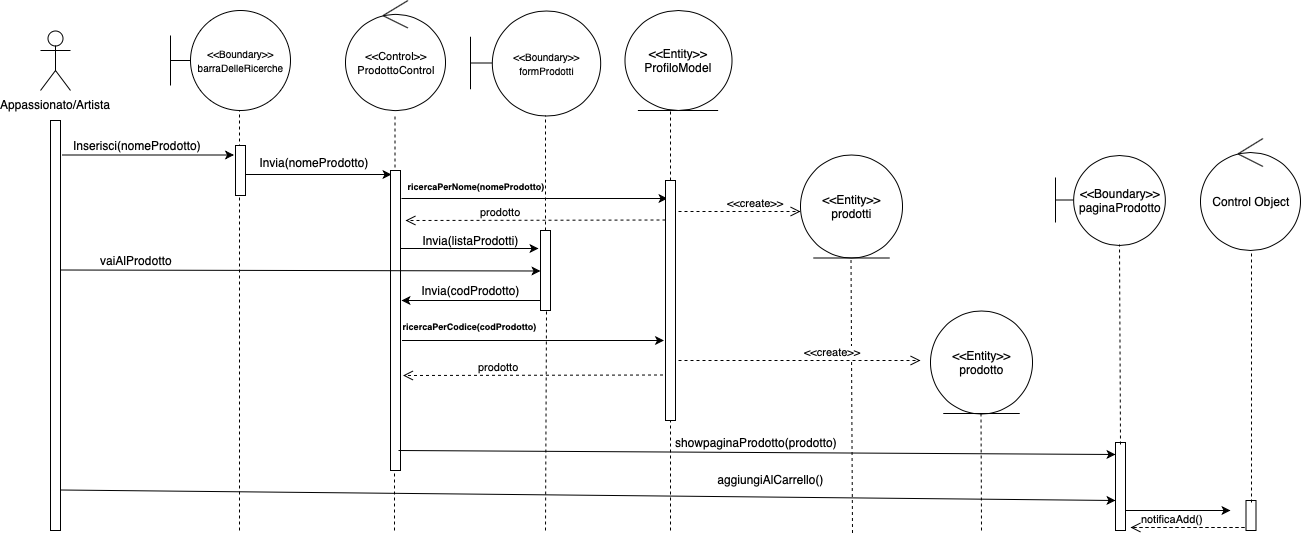 Appassionato/Artista
<<Boundary>>
barraDelleRicerche
<<Control>>
ProdottoControl
<<Boundary>>
formProdotti
<<Entity>>
ProfiloModel
Inserisci(nomeProdotto)
Invia(nomeProdotto)
ricercaPerNome(nomeProdotto)
<<create>>
<<Entity>>
prodotti
<<Boundary>>
paginaProdotto
Control Object
prodotto
Invia(listaProdotti)
vaiAlProdotto
Invia(codProdotto)
ricercaPerCodice(codProdotto)
<<create>>
<<Entity>>
prodotto
prodotto
showpaginaProdotto(prodotto)
aggiungiAlCarrello()
notificaAdd()